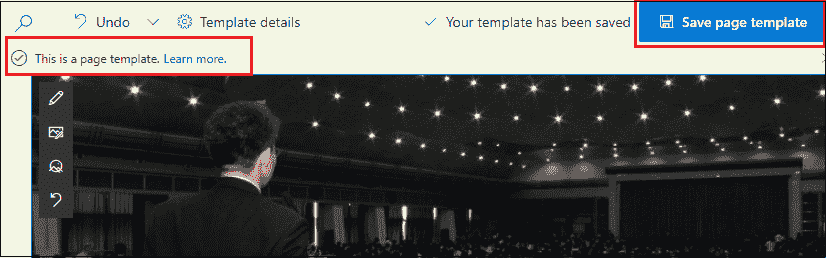 Undo
Template details
Your template has been saved
Save page template
This is a page template. Learn more.